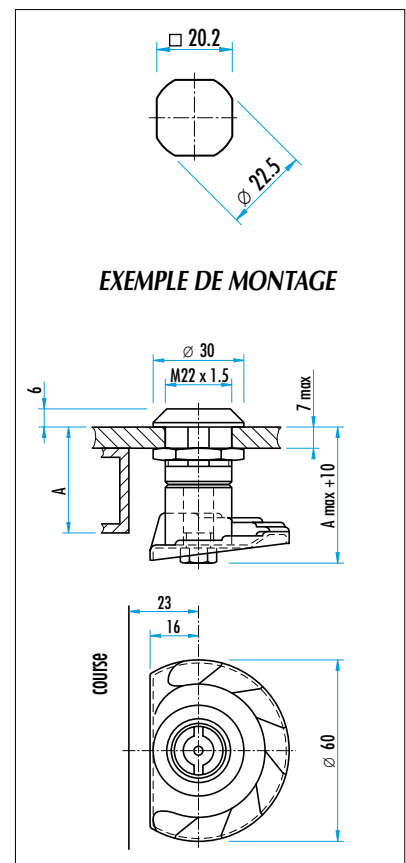 □ 20.2
⌀ 22.5
EXEMPLE DE MONTAGE
⌀ 30
M22 x 1.5
6
7 max
A
A max +10
23
16
course
⌀ 60